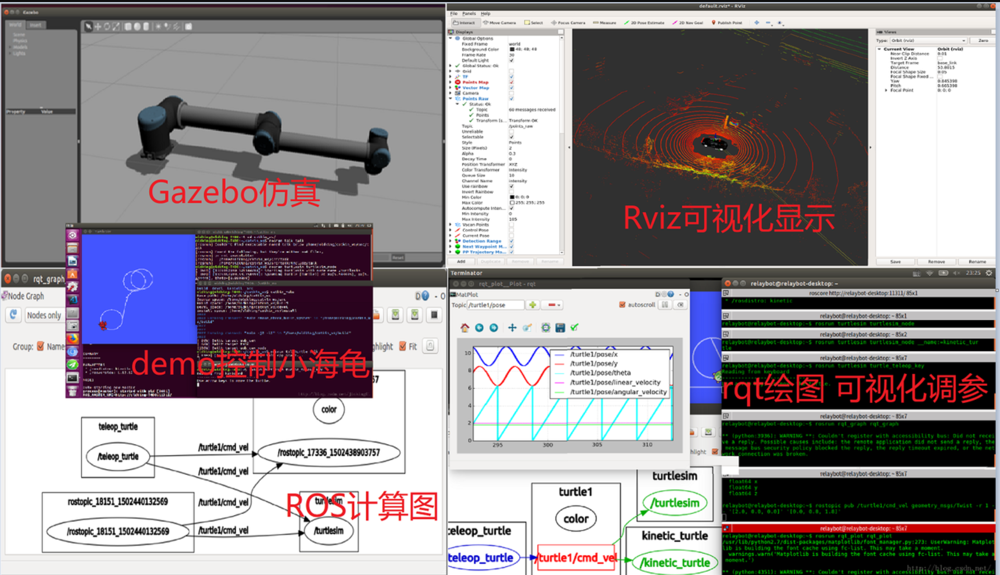 Gazebo
World
Insert
Scene
Physics
Models
Lights
Property Value
Reset
Gazebo仿真
default.rviz* - RViz
File Panels Help
Interact Move Camera Select Focus Camera Measure 2D Pose Estimate 2D Nav Goal Publish Point
Displays
Global Options
Fixed Frame world
Background Color 48; 48; 48
Frame Rate 30
Default Light
Global Status: Ok
Grid
TF
Points Map
Vector Map
Camera
Points Raw
Status: Ok
Topic 60 messages received
Points
Transform [s... Transform OK
Topic /points_raw
Unreliable
Selectable
Style Points
Size (Pixels) 2
Alpha 0.3
Decay Time 0
Position Transformer XYZ
Color Transformer Intensity
Queue Size 10
Channel Name intensity
Use rainbow
Invert Rainbow
Min Color 0; 0; 0
Max Color 255; 255; 255
Autocompute Inten...
Min Intensity 0
Max Intensity 105
Vscan Points
Control Pose
Current Pose
Detection Range
Next Waypoint M...
PP Trajectory Ma...
Add Duplicate Remove Rename
Rviz可视化显示
Views
Type: Orbit (rviz) Zero
Current View Orbit (rviz)
Near Clip Distance 0.01
Invert Z Axis
Target Frame base_link
Distance 53.8015
Focal Shape Size 0.05
Focal Shape Fixed ...
Yaw 0.845398
Pitch 0.665398
Focal Point 0; 0; 0
Save Remove Rename
demo控制小海龟
rqt_graph
Node Graph
D - O
Nodes only
Group: Name
hlight Fit
57
color
teleop_turtle
/teleop_turtle
/turtle1/cmd_vel
/rostopic_17336_1502438903757
/turtle1/cmd_vel
rostopic_18151_1502440132569
/turtle1/cmd_vel
turtlesim
/rostopic_18151_1502440132569
/turtle1/cmd_vel
/turtlesim
ROS计算图
Terminator
23:25
rqt_plot__Plot - rqt
MatPlot
D - O
Topic /turtle1/pose
autoscroll
10
8
6
4
2
0
295 300 305 310
/turtle1/pose/x
/turtle1/pose/y
/turtle1/pose/theta
/turtle1/pose/linear_velocity
/turtle1/pose/angular_velocity
hlight
turtlesim
/turtlesim
turtle1
color
teleop_turtle
teleop_turtle
/turtle1/cmd_vel
kinetic_turtle
/kinetic_turtle
relaybot@relaybot-desktop: ~
roscore http://relaybot-desktop:11311/ 85x1
* /rosdistro: kinetic
relaybot@relaybot-desktop: ~ 85x1
relaybot@relaybot-desktop:~$ rosrun turtlesim turtlesim_node
relaybot@relaybot-desktop: ~ 85x2
relaybot@relaybot-desktop:~$ rosrun turtlesim turtlesim_node __name:=kinetic_tur
tle
relaybot@relaybot-desktop: ~ 85x7
relaybot@relaybot-desktop:~$ rosrun turtlesim turtle_teleop_key
Reading from keyboard
rqt绘图 可视化调参
relaybot@relaybot-desktop: ~ 85x7
relaybot@relaybot-desktop:~$ rosrun rqt_graph rqt_graph
** (python:3936): WARNING **: Couldn't register with accessibility bus: Did not recei
ve a reply. Possible causes include: the remote application did not send a reply, the
message bus security policy blocked the reply, the reply timeout expired, or the net
work connection was broken.
relaybot@relaybot-desktop: ~ 85x7
float64 x
float64 y
float64 z
relaybot@relaybot-desktop:~$ rostopic pub /turtle1/cmd_vel geometry_msgs/Twist -r 1 -
- '[2.0, 0.0, 0.0]' '[0.0, 0.0, 1.8]'
relaybot@relaybot-desktop: ~ 85x7
relaybot@relaybot-desktop:~$ rosrun rqt_plot rqt_plot
/usr/lib/python2.7/dist-packages/matplotlib/font_manager.py:273: UserWarning: Matplot
lib is building the font cache using fc-list. This may take a moment.
warnings.warn('Matplotlib is building the font cache using fc-list. This may take a
moment.')
** (python:4351): WARNING **: Couldn't register with accessibility bus: Did not recei
http://blog.csdn.net/